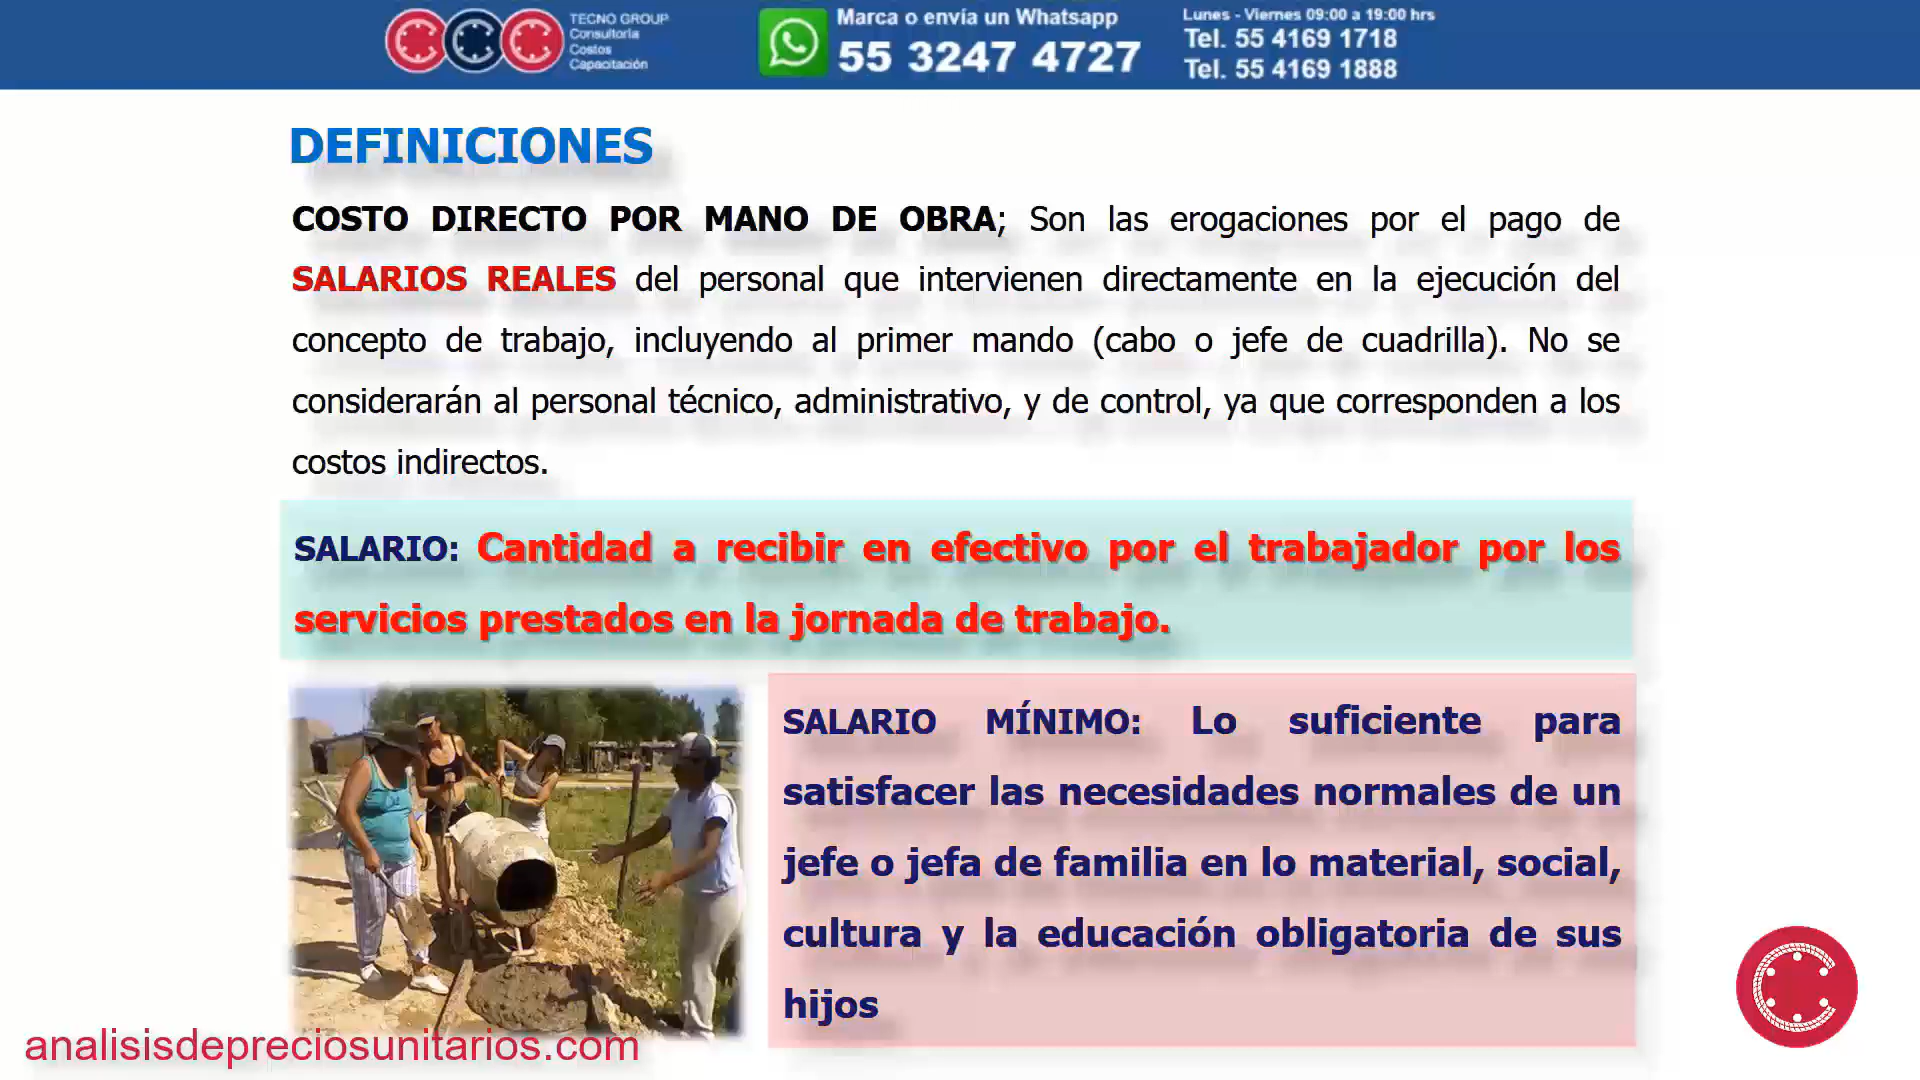 TECNO GROUP
Consultoría
Costos
Capacitación
Marca o envía un Whatsapp
55 3247 4727
Lunes - Viernes 09:00 a 19:00 hrs
Tel. 55 4169 1718
Tel. 55 4169 1888
DEFINICIONES
COSTO DIRECTO POR MANO DE OBRA; Son las erogaciones por el pago de
SALARIOS REALES del personal que intervienen directamente en la ejecución del
concepto de trabajo, incluyendo al primer mando (cabo o jefe de cuadrilla). No se
considerarán al personal técnico, administrativo, y de control, ya que corresponden a los
costos indirectos.
SALARIO: Cantidad a recibir en efectivo por el trabajador por los
servicios prestados en la jornada de trabajo.
SALARIO MÍNIMO: Lo suficiente para
satisfacer las necesidades normales de un
jefe o jefa de familia en lo material, social,
cultura y la educación obligatoria de sus
hijos
analisisdepreciosunitarios.com